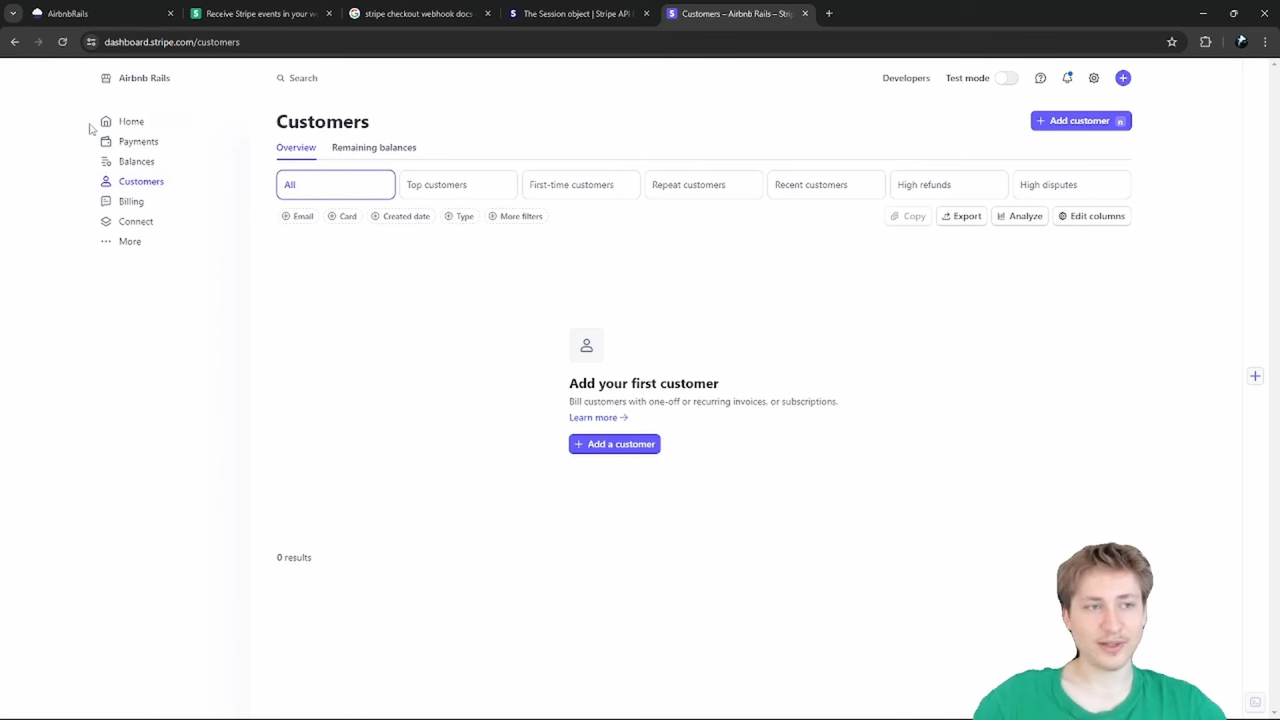 AirbnbRails
Receive Stripe events in your w
stripe checkout webhook docs
The Session object | Stripe API
Customers – Airbnb Rails – Strip
dashboard.stripe.com/customers
Airbnb Rails
Search
Developers
Test mode
Home
Payments
Balances
Customers
Billing
Connect
More
Customers
Add customer n
Overview
Remaining balances
All
Top customers
First-time customers
Repeat customers
Recent customers
High refunds
High disputes
Email
Card
Created date
Type
More filters
Copy
Export
Analyze
Edit columns
Add your first customer
Bill customers with one-off or recurring invoices, or subscriptions.
Learn more →
Add a customer
0 results